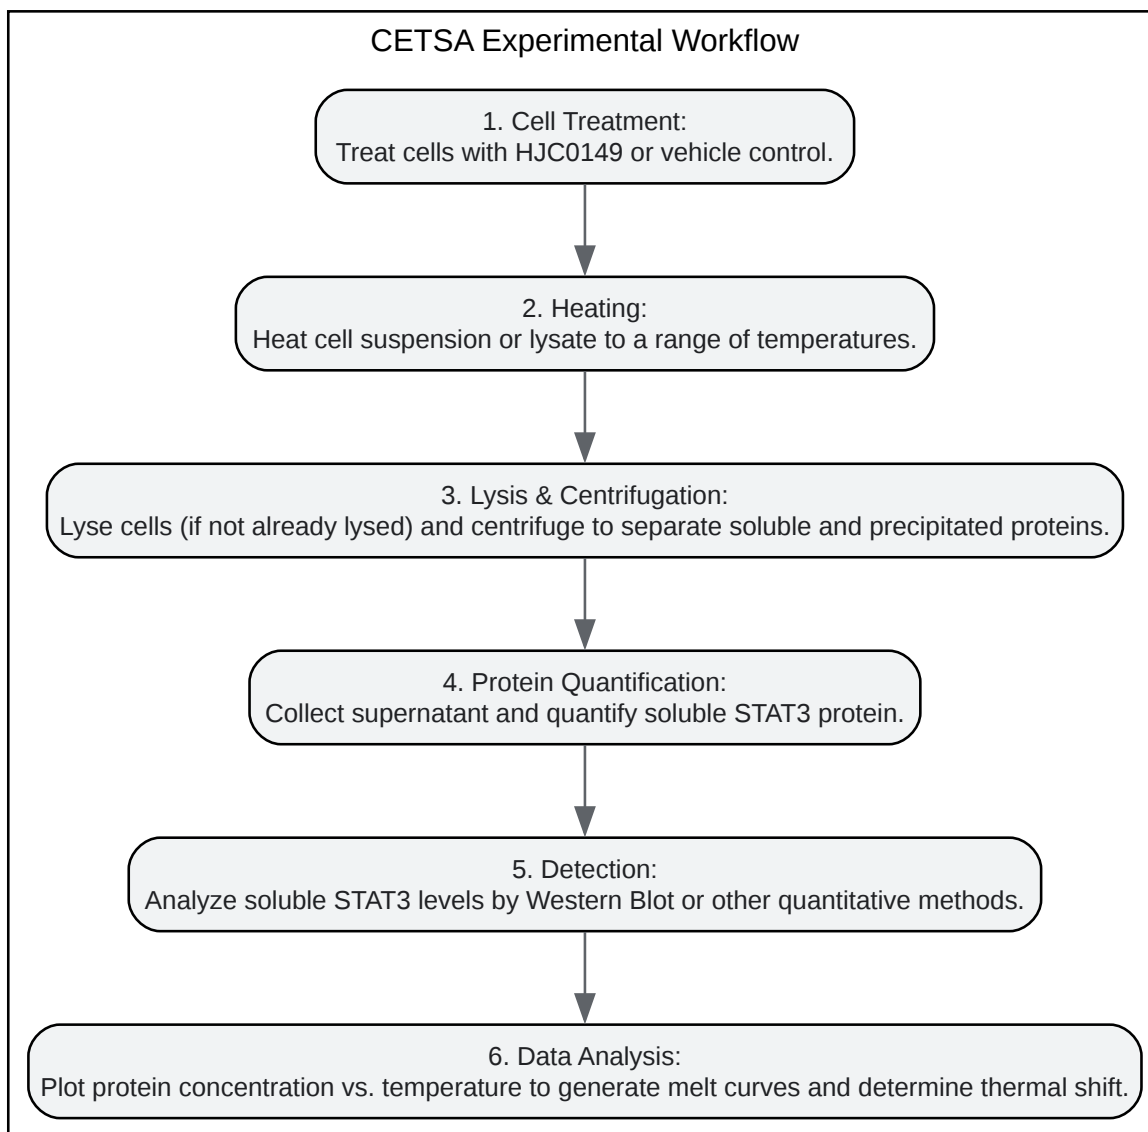 CETSA Experimental Workflow
1. Cell Treatment:
Treat cells with HJC0149 or vehicle control.
2. Heating:
Heat cell suspension or lysate to a range of temperatures.
3. Lysis & Centrifugation:
Lyse cells (if not already lysed) and centrifuge to separate soluble and precipitated proteins.
4. Protein Quantification:
Collect supernatant and quantify soluble STAT3 protein.
5. Detection:
Analyze soluble STAT3 levels by Western Blot or other quantitative methods.
6. Data Analysis:
Plot protein concentration vs. temperature to generate melt curves and determine thermal shift.